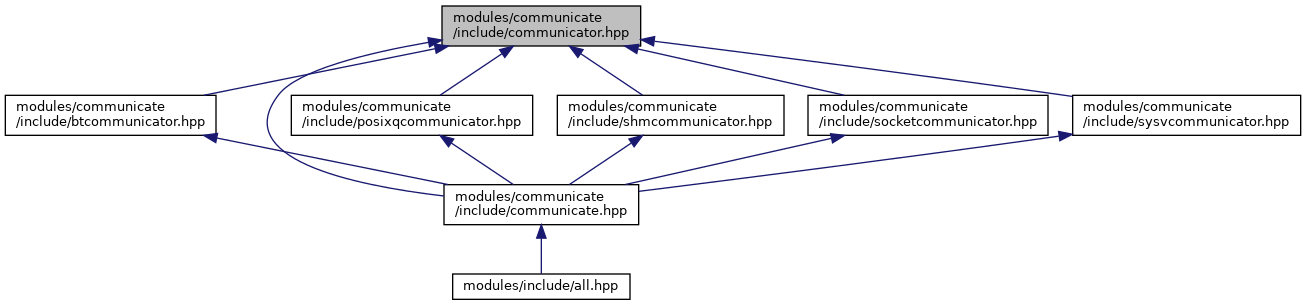 modules/communicate
/include/communicator.hpp
modules/communicate
/include/btcommunicator.hpp
modules/communicate
/include/posixqcommunicator.hpp
modules/communicate
/include/shmcommunicator.hpp
modules/communicate
/include/socketcommunicator.hpp
modules/communicate
/include/sysvcommunicator.hpp
modules/communicate
/include/communicate.hpp
modules/include/all.hpp